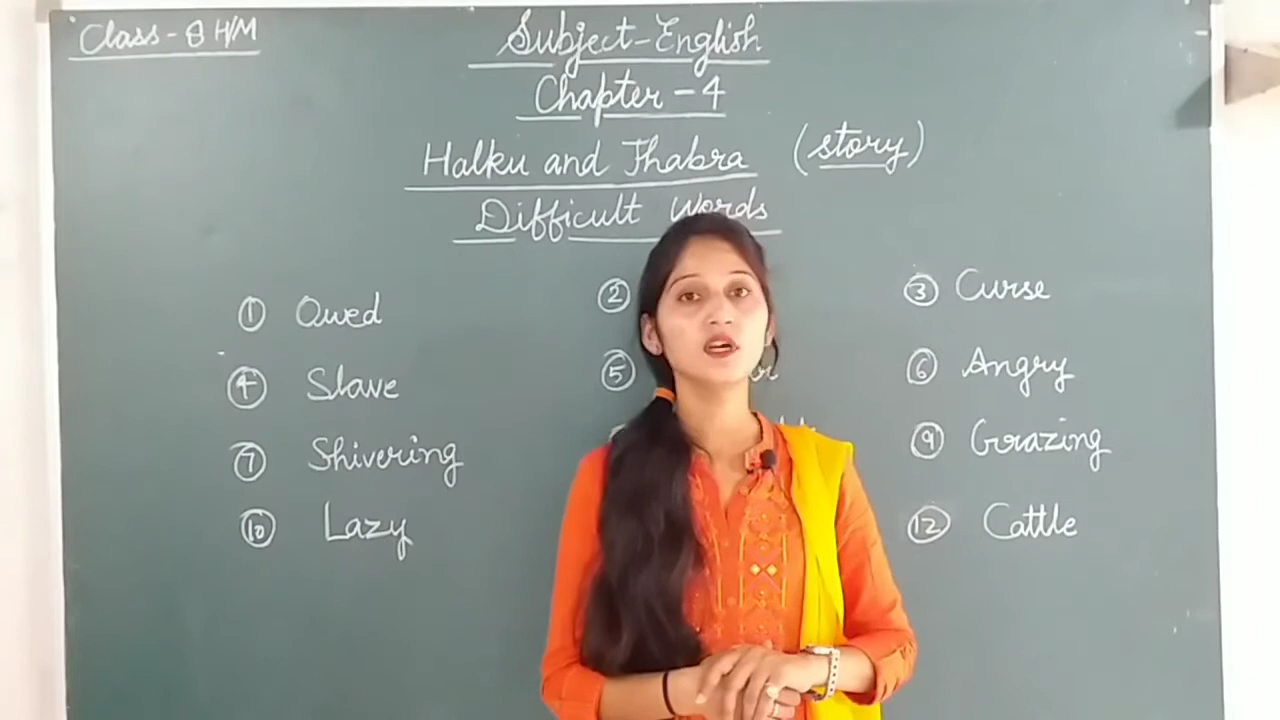 Class-8 H/M
Subject-English
Chapter-4
Halku and Jhabra (story)
Difficult Words
① Owed ② ③ Curse
④ Slave ⑤ ⑥ Angry
⑦ Shivering ⑨ Grazing
⑩ Lazy ⑫ Cattle